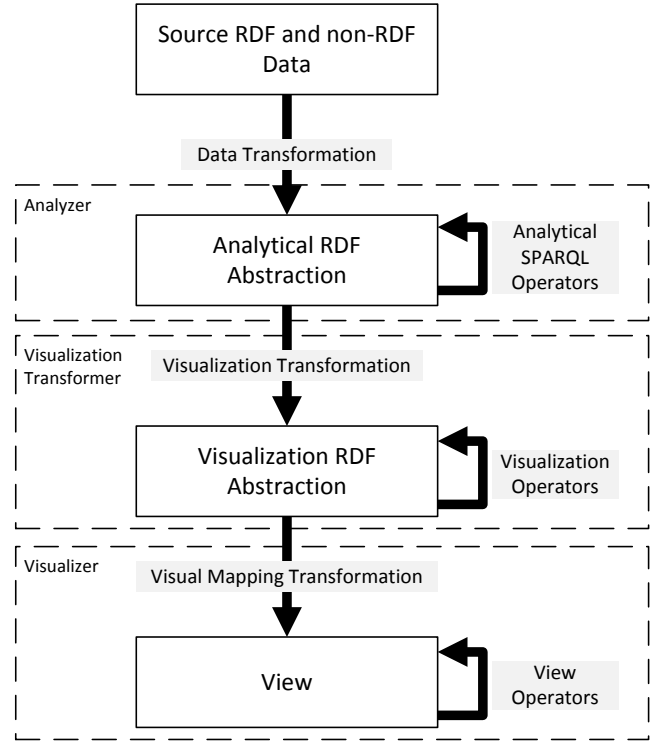 Source RDF and non-RDF
Data
Data Transformation
Analyzer
Analytical RDF
Abstraction
Analytical
SPARQL
Operators
Visualization
Transformer
Visualization Transformation
Visualization RDF
Abstraction
Visualization
Operators
Visualizer
Visual Mapping Transformation
View
View
Operators